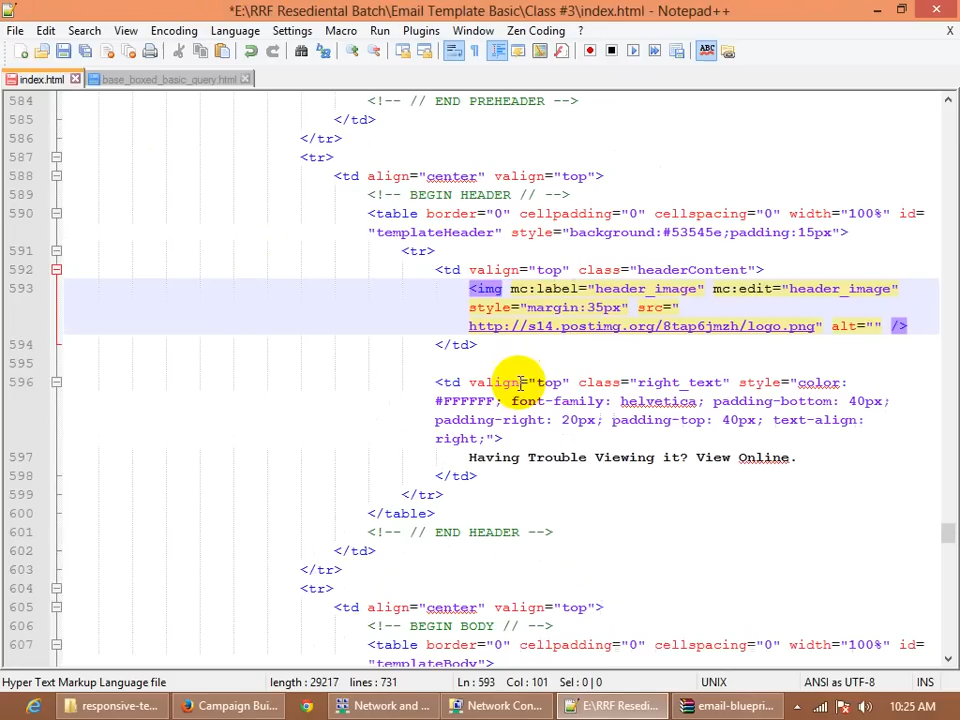 *E:\RRF Resediental Batch\Email Template Basic\Class #3\index.html - Notepad++
File Edit Search View Encoding Language Settings Macro Run Plugins Window Zen Coding ? X
index.html base_boxed_basic_query.html
584 <!-- // END PREHEADER -->
585 </td>
586 </tr>
587 <tr>
588 <td align="center" valign="top">
589 <!-- BEGIN HEADER // -->
590 <table border="0" cellpadding="0" cellspacing="0" width="100%" id=
"templateHeader" style="background:#53545e;padding:15px">
591 <tr>
592 <td valign="top" class="headerContent">
593 <img mc:label="header_image" mc:edit="header_image"
style="margin:35px" src="
http://s14.postimg.org/8tap6jmzh/logo.png" alt="" />
594 </td>
595
596 <td valign="top" class="right_text" style="color:
#FFFFFF; font-family: helvetica; padding-bottom: 40px;
padding-right: 20px; padding-top: 40px; text-align:
right;">
597 Having Trouble Viewing it? View Online.
598 </td>
599 </tr>
600 </table>
601 <!-- // END HEADER -->
602 </td>
603 </tr>
604 <tr>
605 <td align="center" valign="top">
606 <!-- BEGIN BODY // -->
607 <table border="0" cellpadding="0" cellspacing="0" width="100%" id=
"templateBody">
Hyper Text Markup Language file length : 29217 lines : 731 Ln : 593 Col : 101 Sel : 0 | 0 UNIX ANSI as UTF-8 INS
responsive-te... Campaign Bui... Network and ... Network Con... E:\RRF Resedi... email-bluepri... 10:25 AM